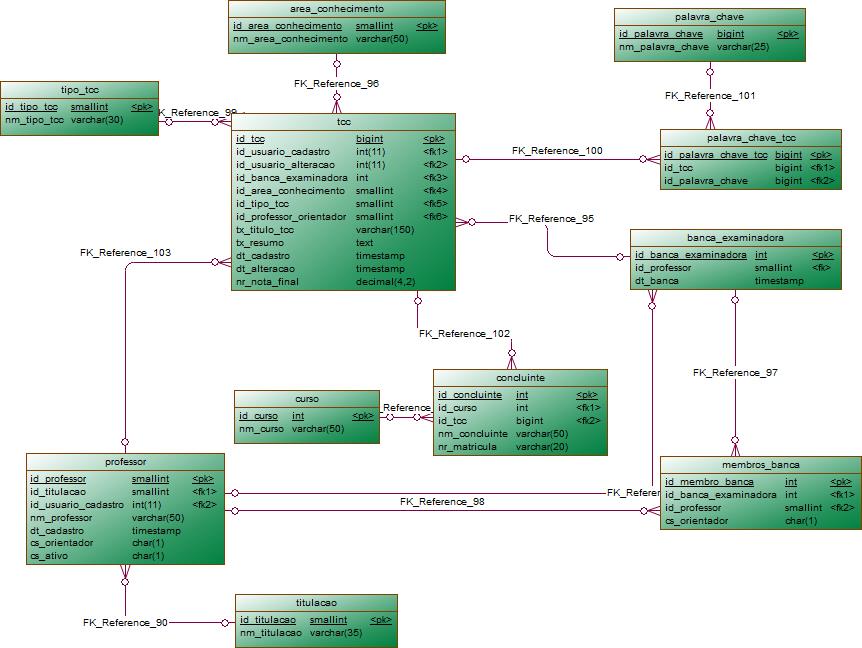 area_conhecimento
id_area_conhecimento smallint <pk>
nm_area_conhecimento varchar(50)
palavra_chave
id_palavra_chave bigint <pk>
nm_palavra_chave varchar(25)
FK_Reference_96
FK_Reference_101
tipo_tcc
id_tipo_tcc smallint <pk>
nm_tipo_tcc varchar(30)
K_Reference_99
tcc
id_tcc bigint <pk>
id_usuario_cadastro int(11) <fk1>
id_usuario_alteracao int(11) <fk2>
id_banca_examinadora int <fk3>
id_area_conhecimento smallint <fk4>
id_tipo_tcc smallint <fk5>
id_professor_orientador smallint <fk6>
tx_titulo_tcc varchar(150)
tx_resumo text
dt_cadastro timestamp
dt_alteracao timestamp
nr_nota_final decimal(4,2)
FK_Reference_100
palavra_chave_tcc
id_palavra_chave_tcc bigint <pk>
id_tcc bigint <fk1>
id_palavra_chave bigint <fk2>
FK_Reference_95
banca_examinadora
id_banca_examinadora int <pk>
id_professor smallint <fk>
dt_banca timestamp
FK_Reference_103
FK_Reference_102
FK_Reference_97
concluinte
id_concluinte int <pk>
id_curso int <fk1>
id_tcc bigint <fk2>
nm_concluinte varchar(50)
nr_matricula varchar(20)
curso
id_curso int <pk>
nm_curso varchar(50)
Reference_
professor
id_professor smallint <pk>
id_titulacao smallint <fk1>
id_usuario_cadastro int(11) <fk2>
nm_professor varchar(50)
dt_cadastro timestamp
cs_orientador char(1)
cs_ativo char(1)
FK_Refere
FK_Reference_98
membros_banca
id_membro_banca int <pk>
id_banca_examinadora int <fk1>
id_professor smallint <fk2>
cs_orientador char(1)
FK_Reference_90
titulacao
id_titulacao smallint <pk>
nm_titulacao varchar(35)